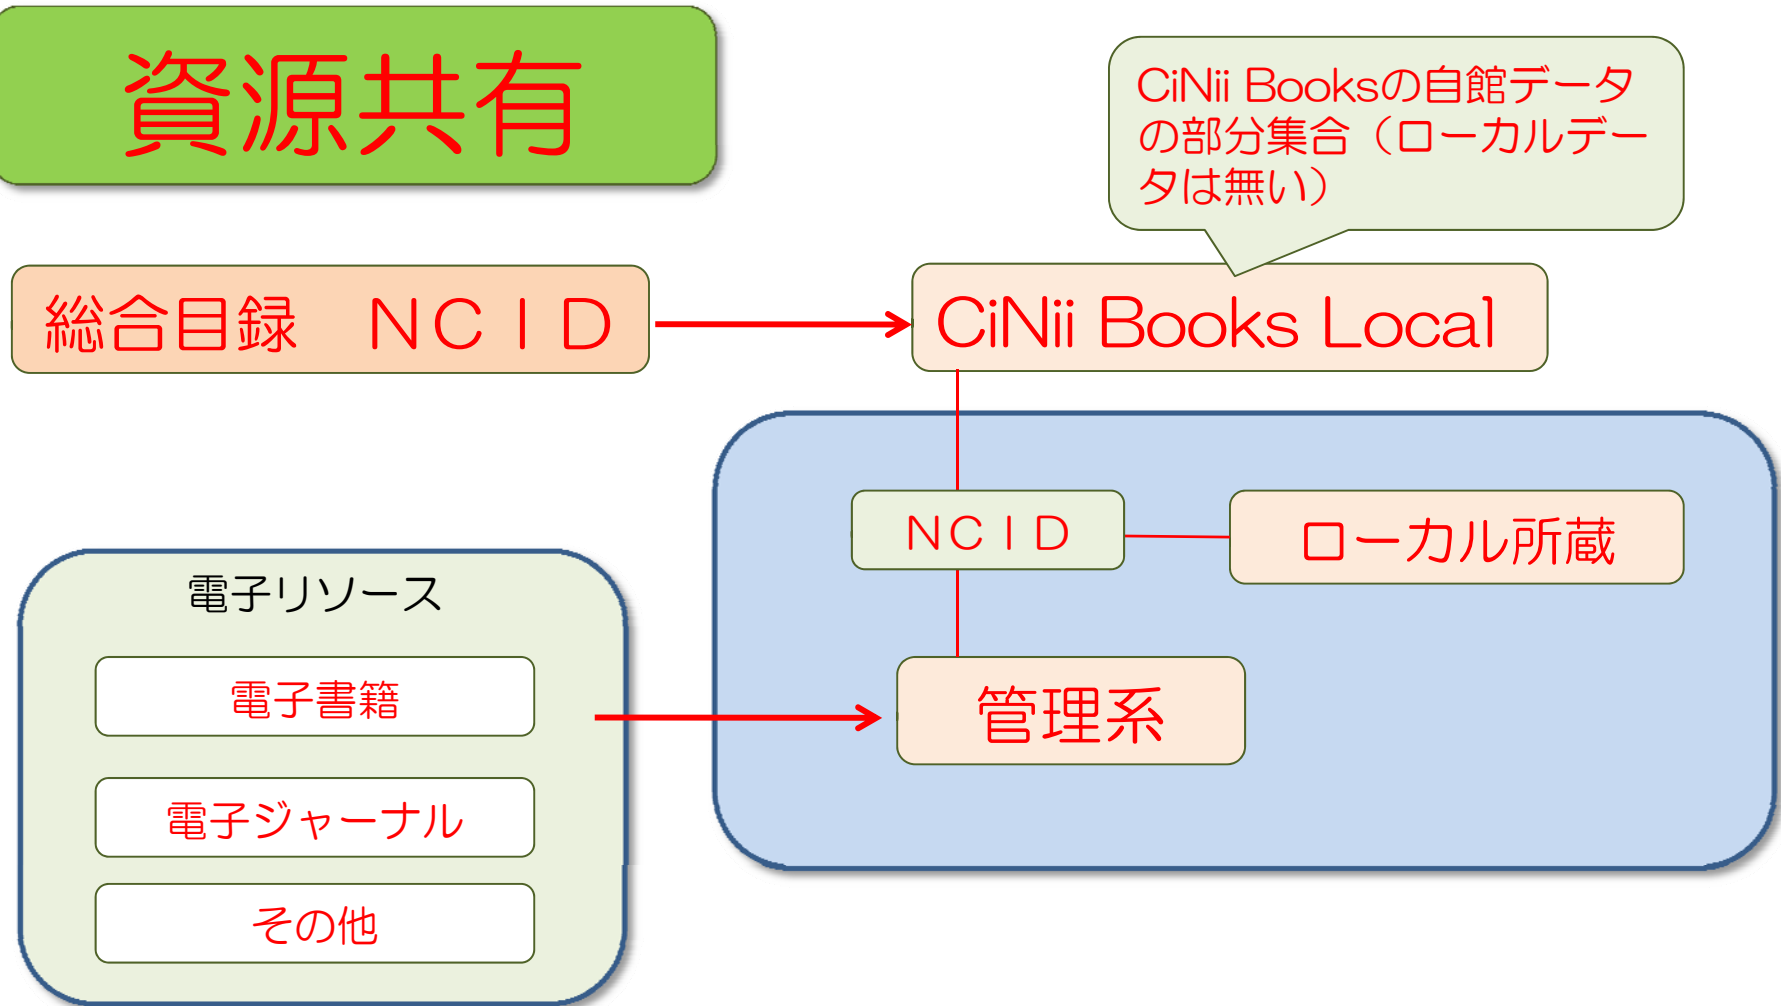 資源共有
CiNii Booksの自館データ
の部分集合（ローカルデー
タは無い）
総合目録　ＮＣＩＤ
CiNii Books Local
ＮＣＩＤ
ローカル所蔵
電子リソース
電子書籍
管理系
電子ジャーナル
その他